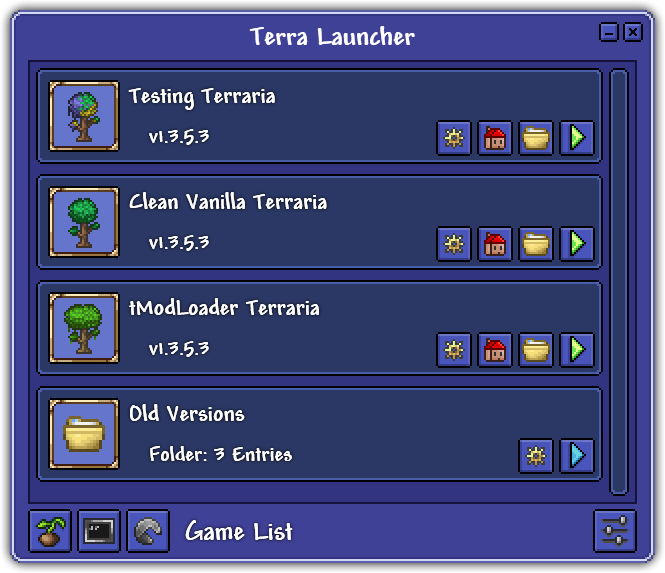 Terra Launcher
Testing Terraria
v1.3.5.3
Clean Vanilla Terraria
v1.3.5.3
tModLoader Terraria
v1.3.5.3
Old Versions
Folder: 3 Entries
Game List